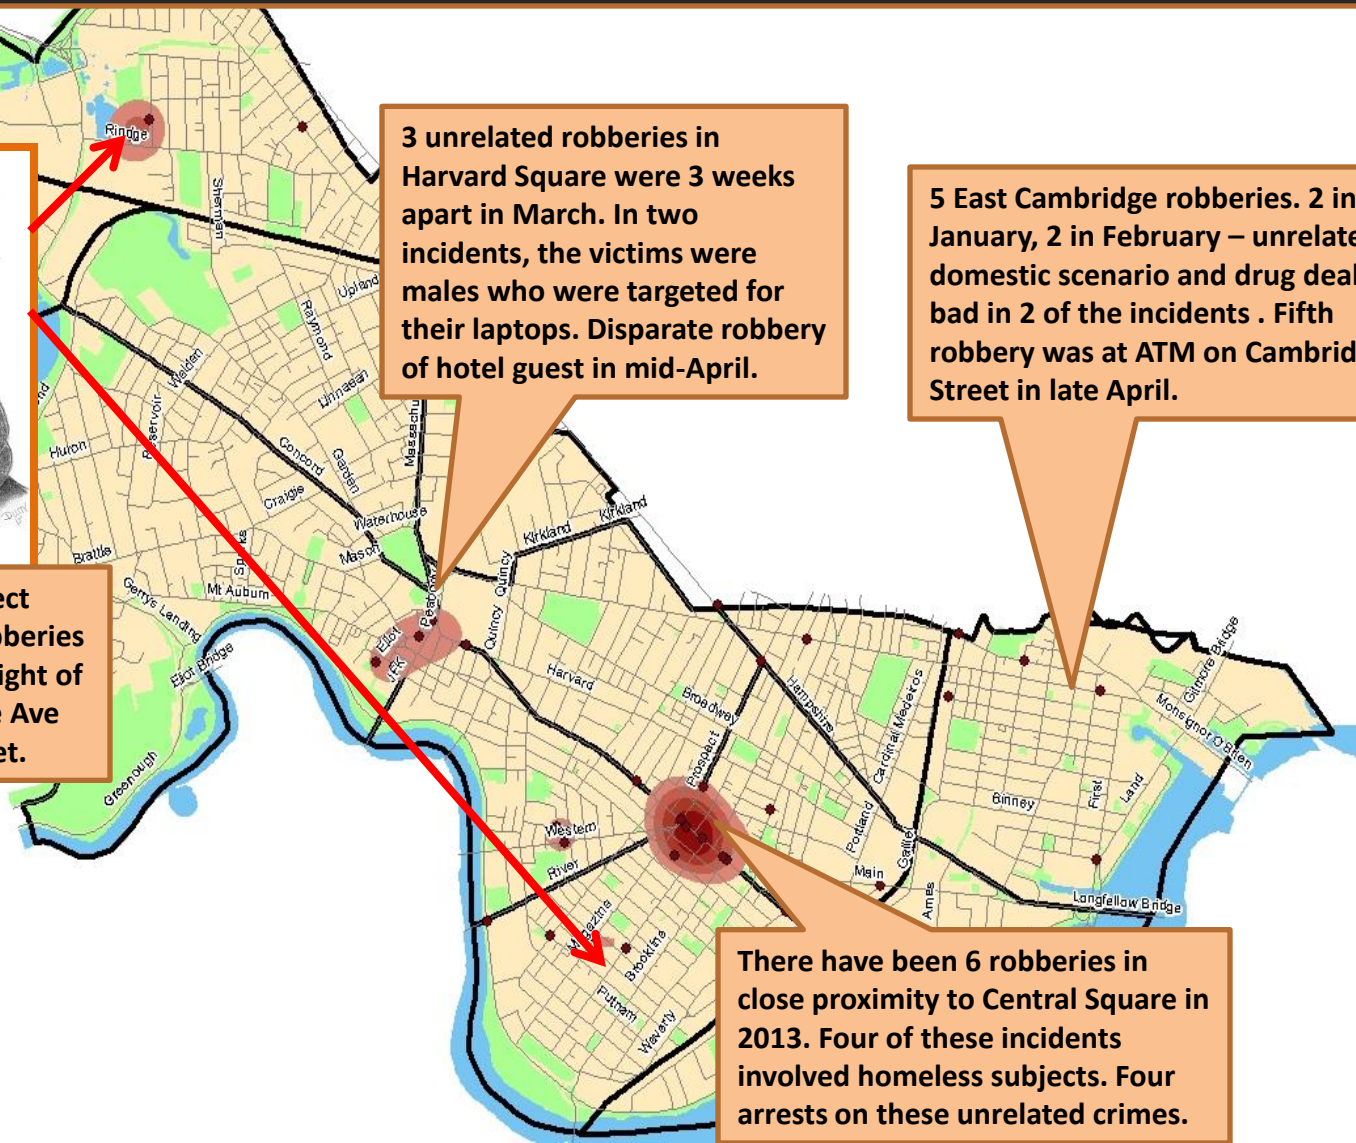 3 unrelated robberies in
Harvard Square were 3 weeks
apart in March. In two
incidents, the victims were
males who were targeted for
their laptops. Disparate robbery
of hotel guest in mid-April.
5 East Cambridge robberies. 2 in
January, 2 in February – unrelate
domestic scenario and drug deal
bad in 2 of the incidents . Fifth
robbery was at ATM on Cambrid
Street in late April.
ect
bberies
ight of
e Ave
et.
There have been 6 robberies in
close proximity to Central Square in
2013. Four of these incidents
involved homeless subjects. Four
arrests on these unrelated crimes.
Rindge
Sherman
Upland
Raymond
Walden
Linnaean
Reservoir
Massachu
Huron
Concord
Garden
Craigie
Waterhouse
Kirkland
Kirkland
Mason
Brattle
Sparks
Quincy
Peabody
Mt Auburn
Gerrys Landing
Quincy
Eliot
JFK
Eliot Bridge
Gilmore Bridge
Harvard
Broadway
Hampshire
Cardinal Medeiros
Monsignor O'Brien
Prospect
Greenough
Land
First
Binney
Western
Portland
Galilei
River
Main
Ames
Longfellow Bridge
Magazine
Brookline
Putnam
Waverly